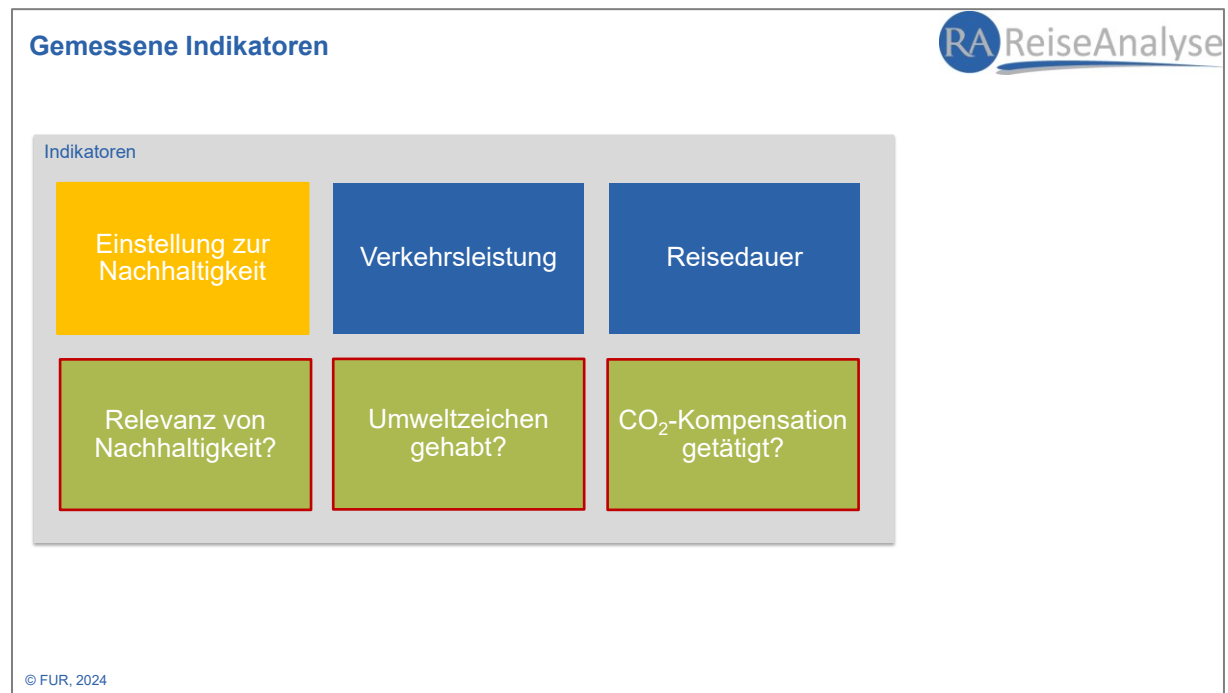 Gemessene Indikatoren
RA ReiseAnalyse
Indikatoren
Einstellung zur
Nachhaltigkeit
Verkehrsleistung
Reisedauer
Relevanz von
Nachhaltigkeit?
Umweltzeichen
gehabt?
CO₂-Kompensation
getätigt?
© FUR, 2024